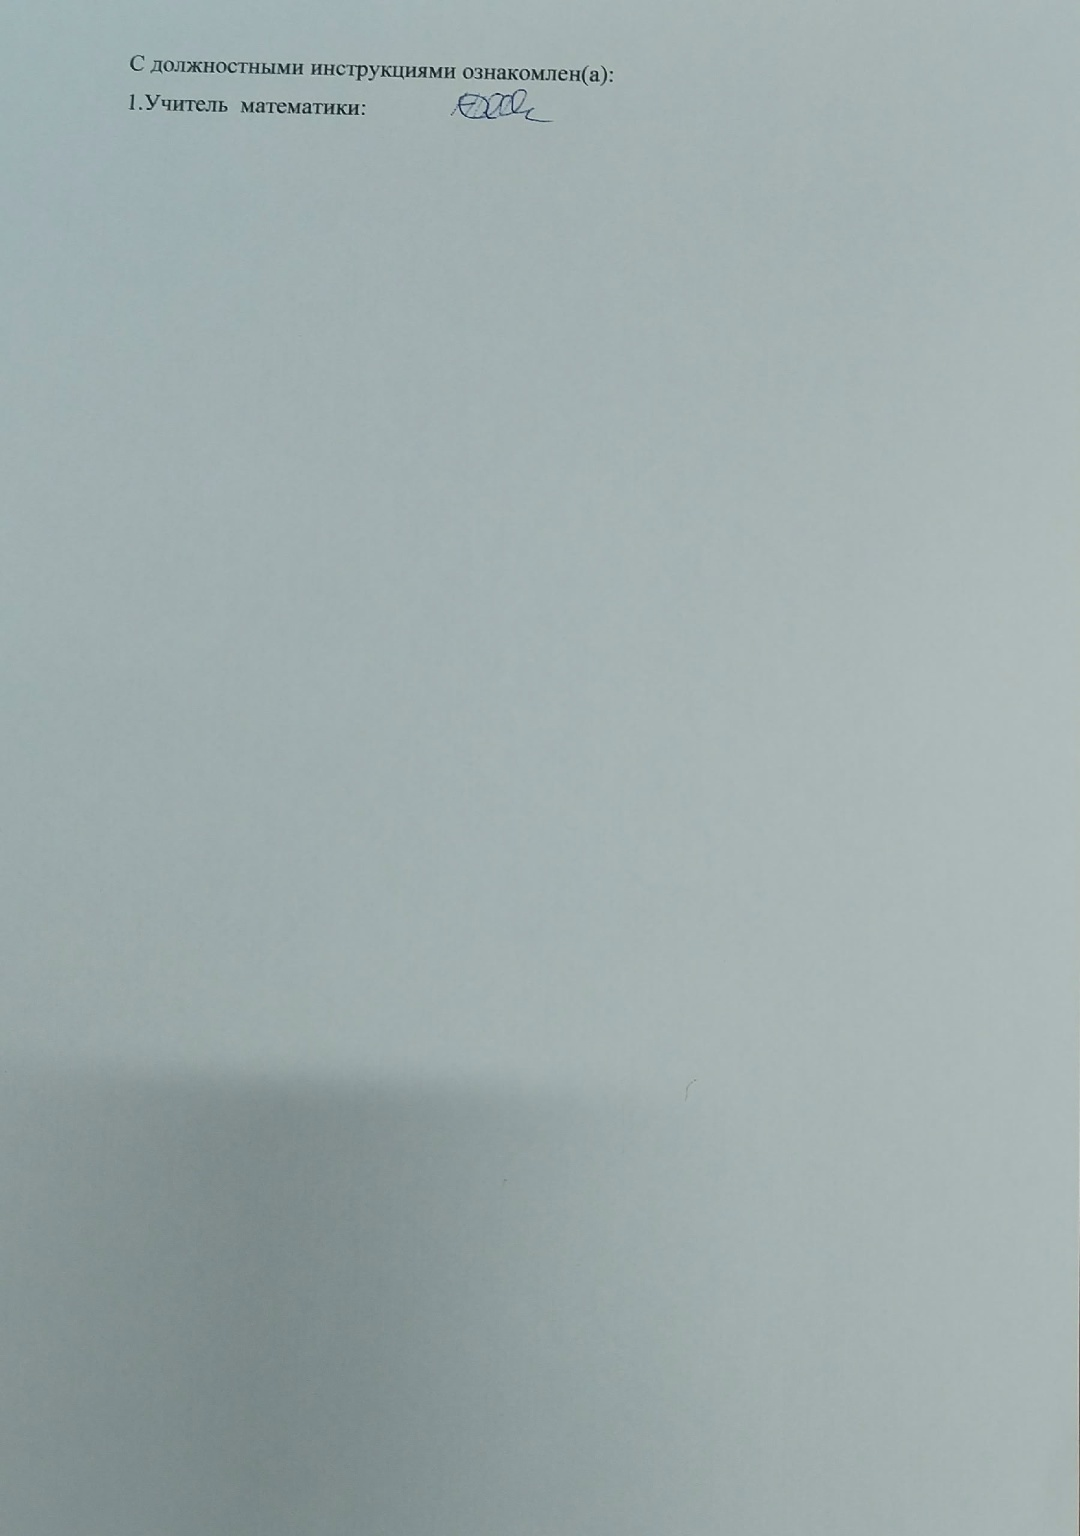 С должностными инструкциями ознакомлен(а):
1.Учитель математики: